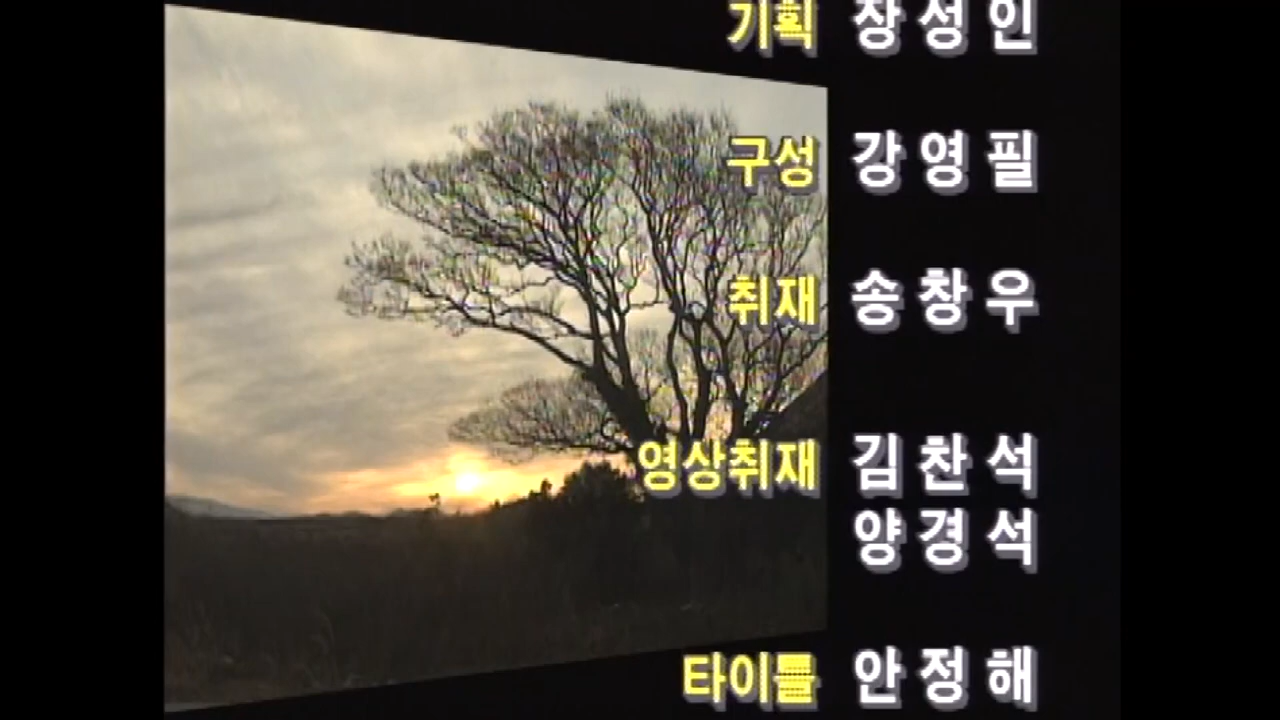 기획 장성인
구성 강영필
취재 송창우
영상취재 김찬석
양경석
타이틀 안정해